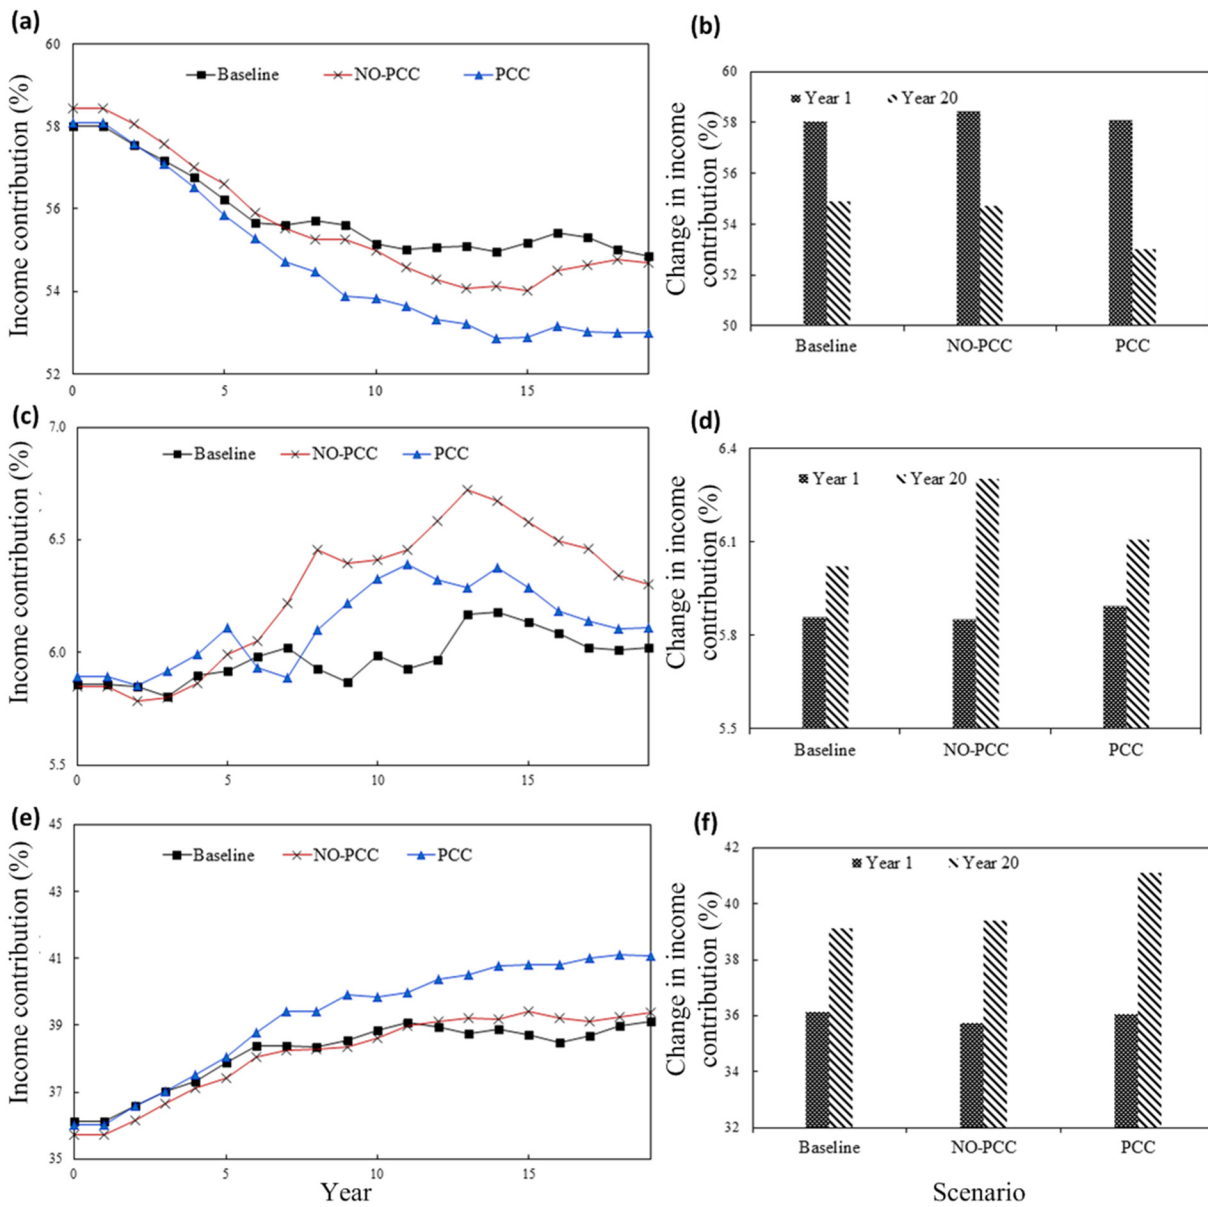 (a)
Income contribution (%)
60
58
56
54
52
Baseline NO-PCC PCC
0 5 10 15
(b)
Change in income
contribution (%)
60
58
56
54
52
50
Year 1 Year 20
Baseline NO-PCC PCC
(c)
Income contribution (%)
7.0
6.5
6.0
5.5
Baseline NO-PCC PCC
0 5 10 15
(d)
Change in income
contribution (%)
6.4
6.1
5.8
5.5
Year 1 Year 20
Baseline NO-PCC PCC
(e)
Income contribution (%)
45
43
41
39
37
35
Baseline NO-PCC PCC
0 5 10 15
Year
(f)
Change in income
contribution (%)
42
40
38
36
34
32
Year 1 Year 20
Baseline NO-PCC PCC
Scenario